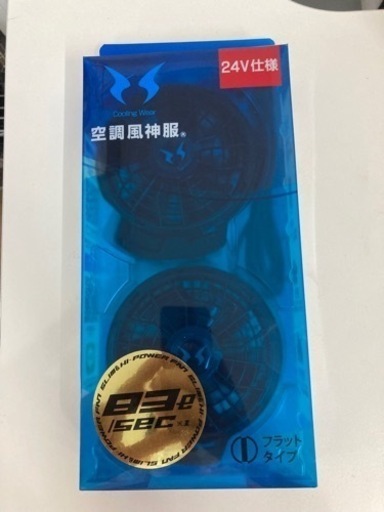 24V仕様
Cooling Wear
空調風神服®
SLIM & HI-POWER FAN
83ℓ
/sec ※1
フラット
タイプ